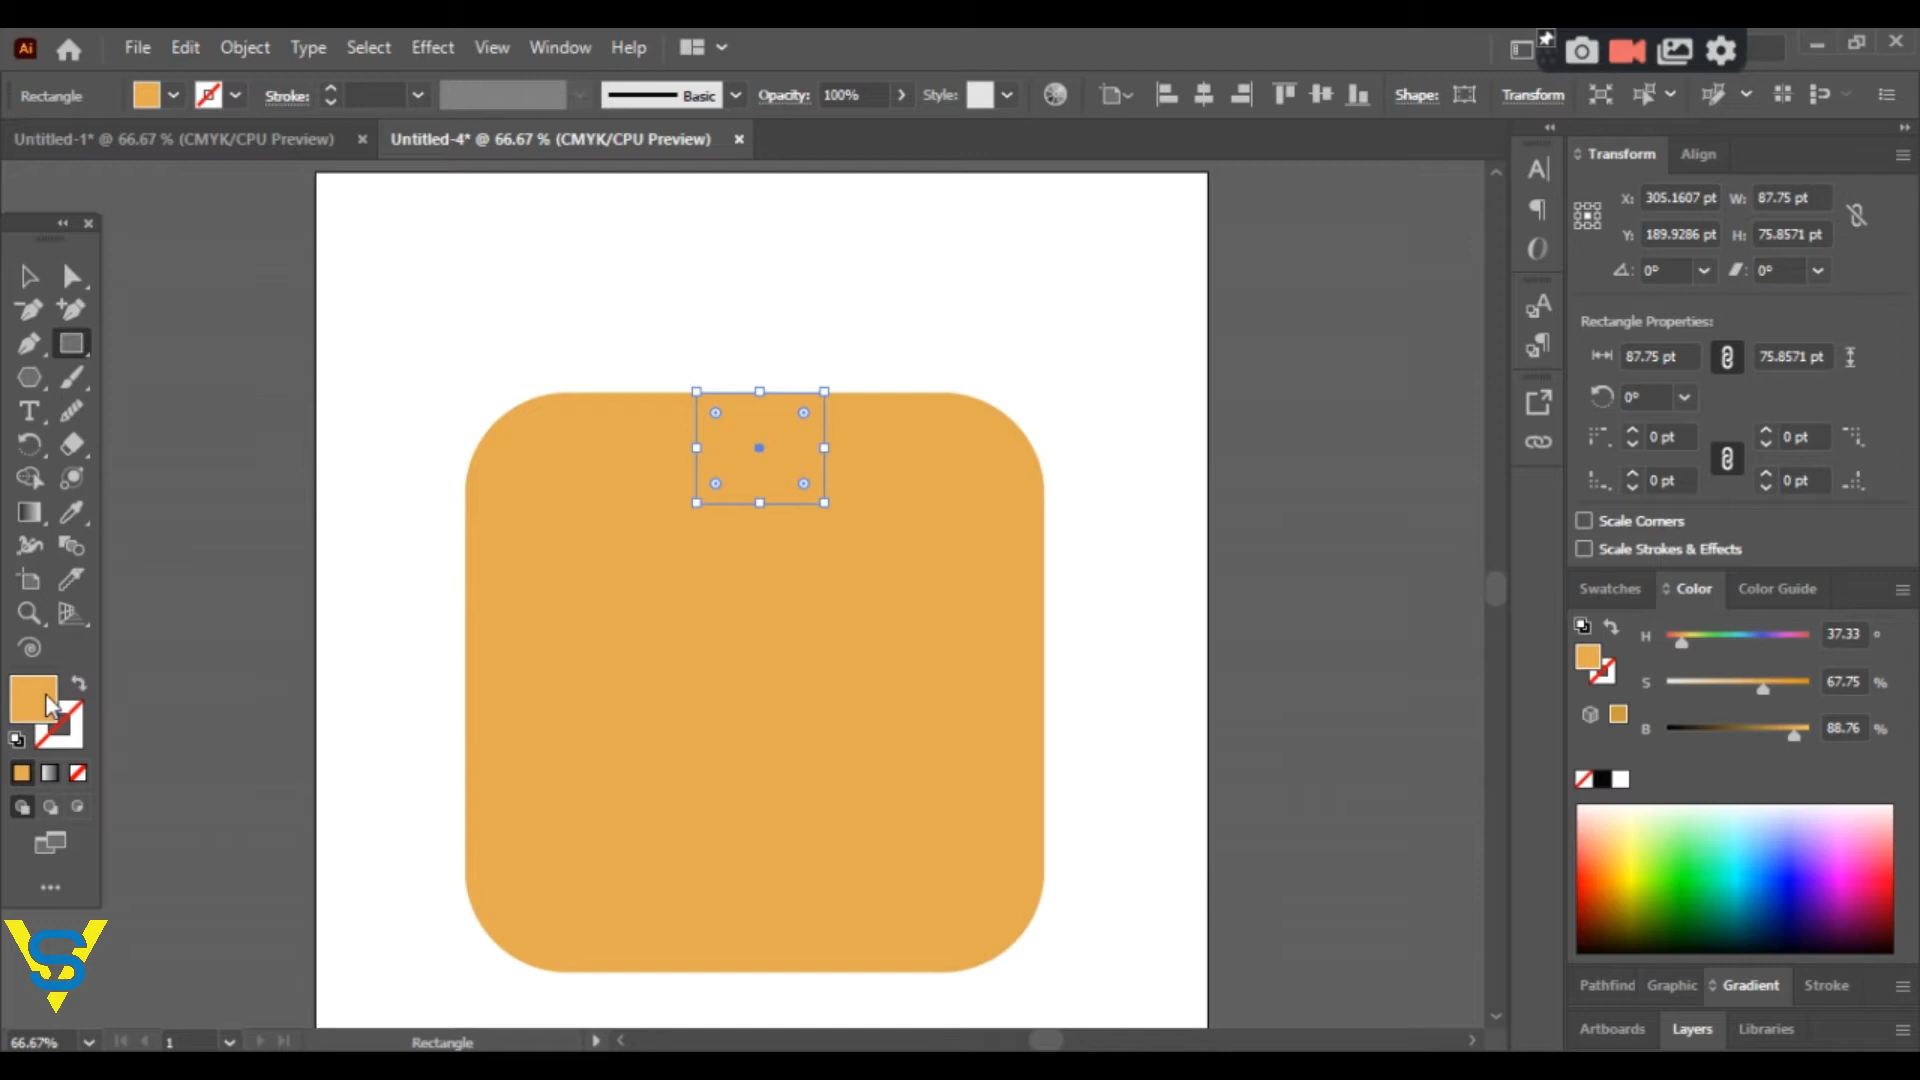 Ai File Edit Object Type Select Effect View Window Help
Rectangle Stroke: Basic Opacity: 100% Style: Shape: Transform
Untitled-1* @ 66.67 % (CMYK/CPU Preview) Untitled-4* @ 66.67 % (CMYK/CPU Preview)
Transform Align
X: 305.1607 pt W: 87.75 pt
Y: 189.9286 pt H: 75.8571 pt
0° 0°
Rectangle Properties:
87.75 pt 75.8571 pt
0°
0 pt 0 pt
0 pt 0 pt
Scale Corners
Scale Strokes & Effects
Swatches Color Color Guide
H 37.33 °
S 67.75 %
B 88.76 %
Pathfind Graphic Gradient Stroke
Artboards Layers Libraries
VS
66.67% 1 Rectangle